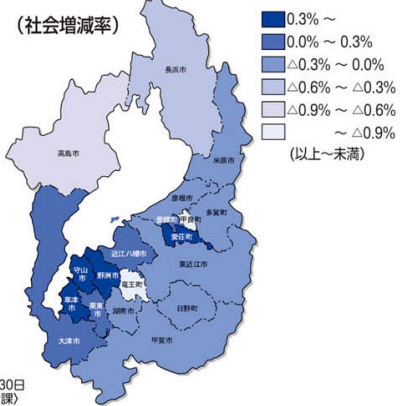 （社会増減率）
0.3% ～
0.0% ～ 0.3%
△0.3% ～ 0.0%
△0.6% ～ △0.3%
△0.9% ～ △0.6%
～ △0.9%
(以上～未満)
長浜市
高島市
米原市
彦根市
多賀町
豊郷町
甲良町
愛荘町
近江八幡市
東近江市
守山
市
野洲市
竜王町
草津
市
栗東
市
湖南市
日野町
大津市
甲賀市
30日
課〉